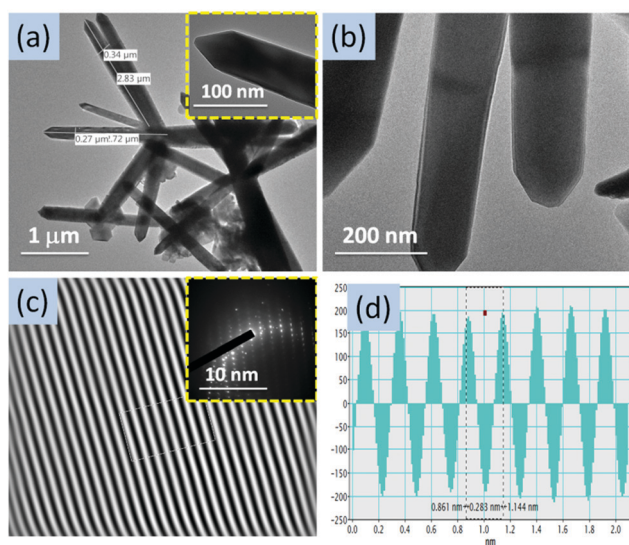 (a)
0.34 µm
2.83 µm
0.27 µm
.72 µm
1 µm
100 nm
(b)
200 nm
(c)
10 nm
(d)
250
200
150
100
50
0
-50
-100
-150
-200
-250
0.861 nm
0.283 nm
1.144 nm
0.0 0.2 0.4 0.6 0.8 1.0 1.2 1.4 1.6 1.8 2.0
nm